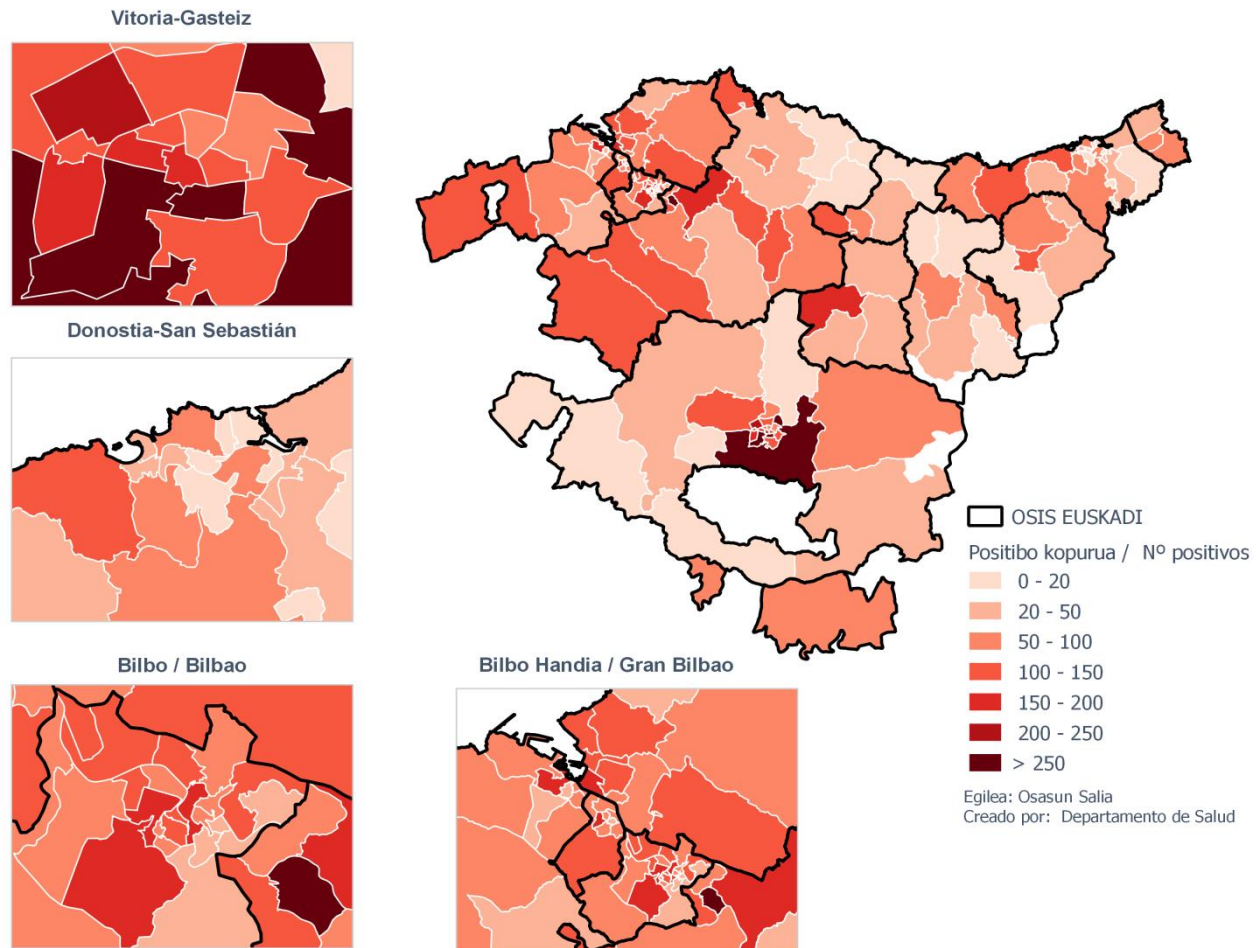 Vitoria-Gasteiz
Donostia-San Sebastián
Bilbo / Bilbao
Bilbo Handia / Gran Bilbao
OSIS EUSKADI
Positibo kopurua / Nº positivos
0 - 20
20 - 50
50 - 100
100 - 150
150 - 200
200 - 250
> 250
Egilea: Osasun Salia
Creado por: Departamento de Salud